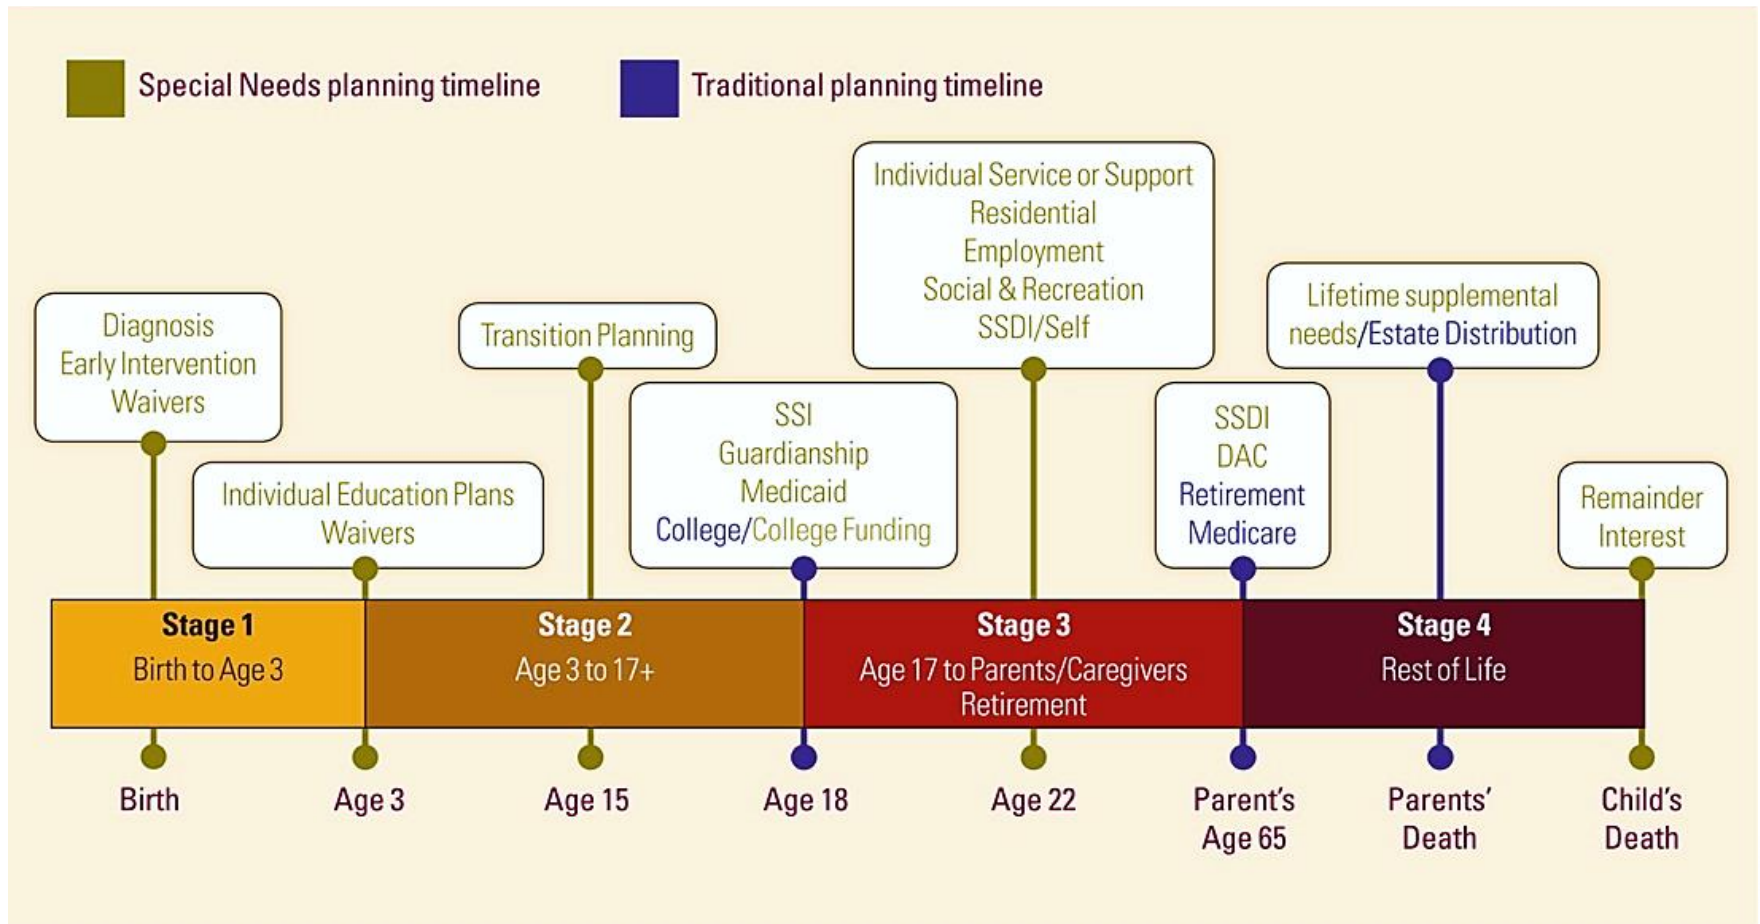 Special Needs planning timeline
Traditional planning timeline
Diagnosis
Early Intervention
Waivers
Individual Education Plans
Waivers
Transition Planning
SSI
Guardianship
Medicaid
College/College Funding
Individual Service or Support
Residential
Employment
Social & Recreation
SSDI/Self
SSDI
DAC
Retirement
Medicare
Lifetime supplemental
needs/Estate Distribution
Remainder
Interest
Stage 1
Birth to Age 3
Stage 2
Age 3 to 17+
Stage 3
Age 17 to Parents/Caregivers
Retirement
Stage 4
Rest of Life
Birth
Age 3
Age 15
Age 18
Age 22
Parent's
Age 65
Parents'
Death
Child's
Death